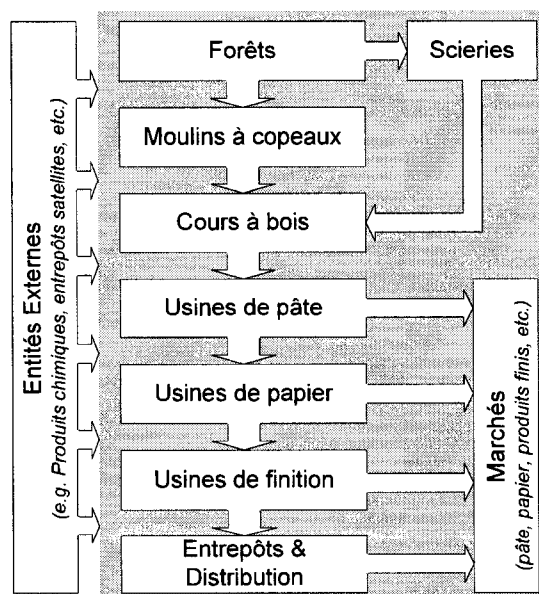 Forêts
Scieries
Moulins à copeaux
Cours à bois
Usines de pâte
Usines de papier
Usines de finition
Entrepôts &
Distribution
Entités Externes
(e.g. Produits chimiques, entrepôts satellites, etc.)
Marchés
(pâte, papier, produits finis, etc.)